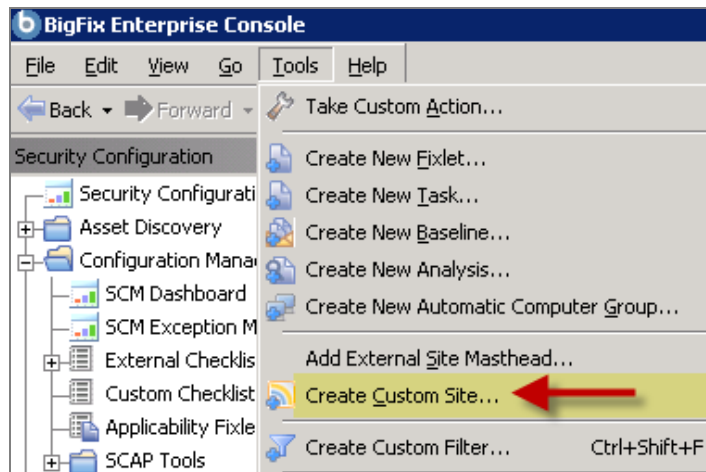 BigFix Enterprise Console
File Edit View Go Tools Help
Back Forward
Take Custom Action...
Security Configuration
Create New Fixlet...
Security Configurati
Create New Task...
Asset Discovery
Create New Baseline...
Configuration Mana
Create New Analysis...
SCM Dashboard
Create New Automatic Computer Group...
SCM Exception M
External Checklis
Add External Site Masthead...
Custom Checklist
Create Custom Site...
Applicability Fixle
Create Custom Filter... Ctrl+Shift+F
SCAP Tools